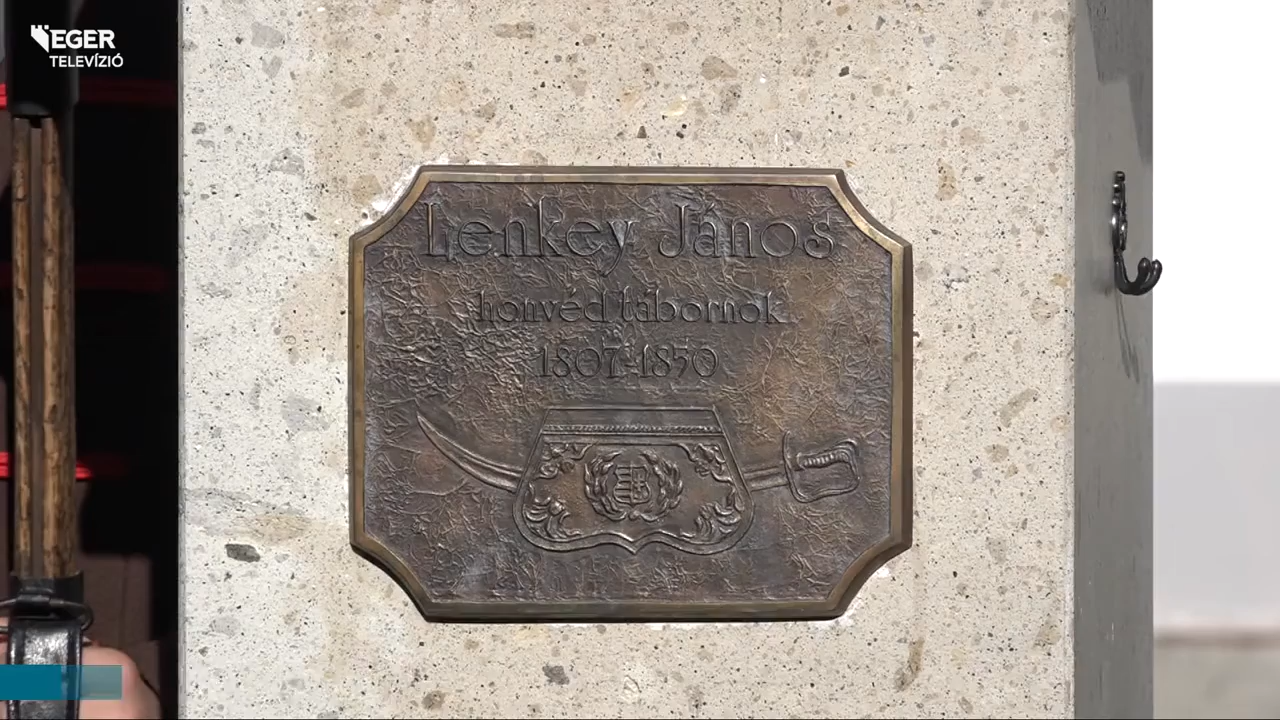 EGER
TELEVÍZIÓ
Lenkey János
honvéd tábornok
1807-1850